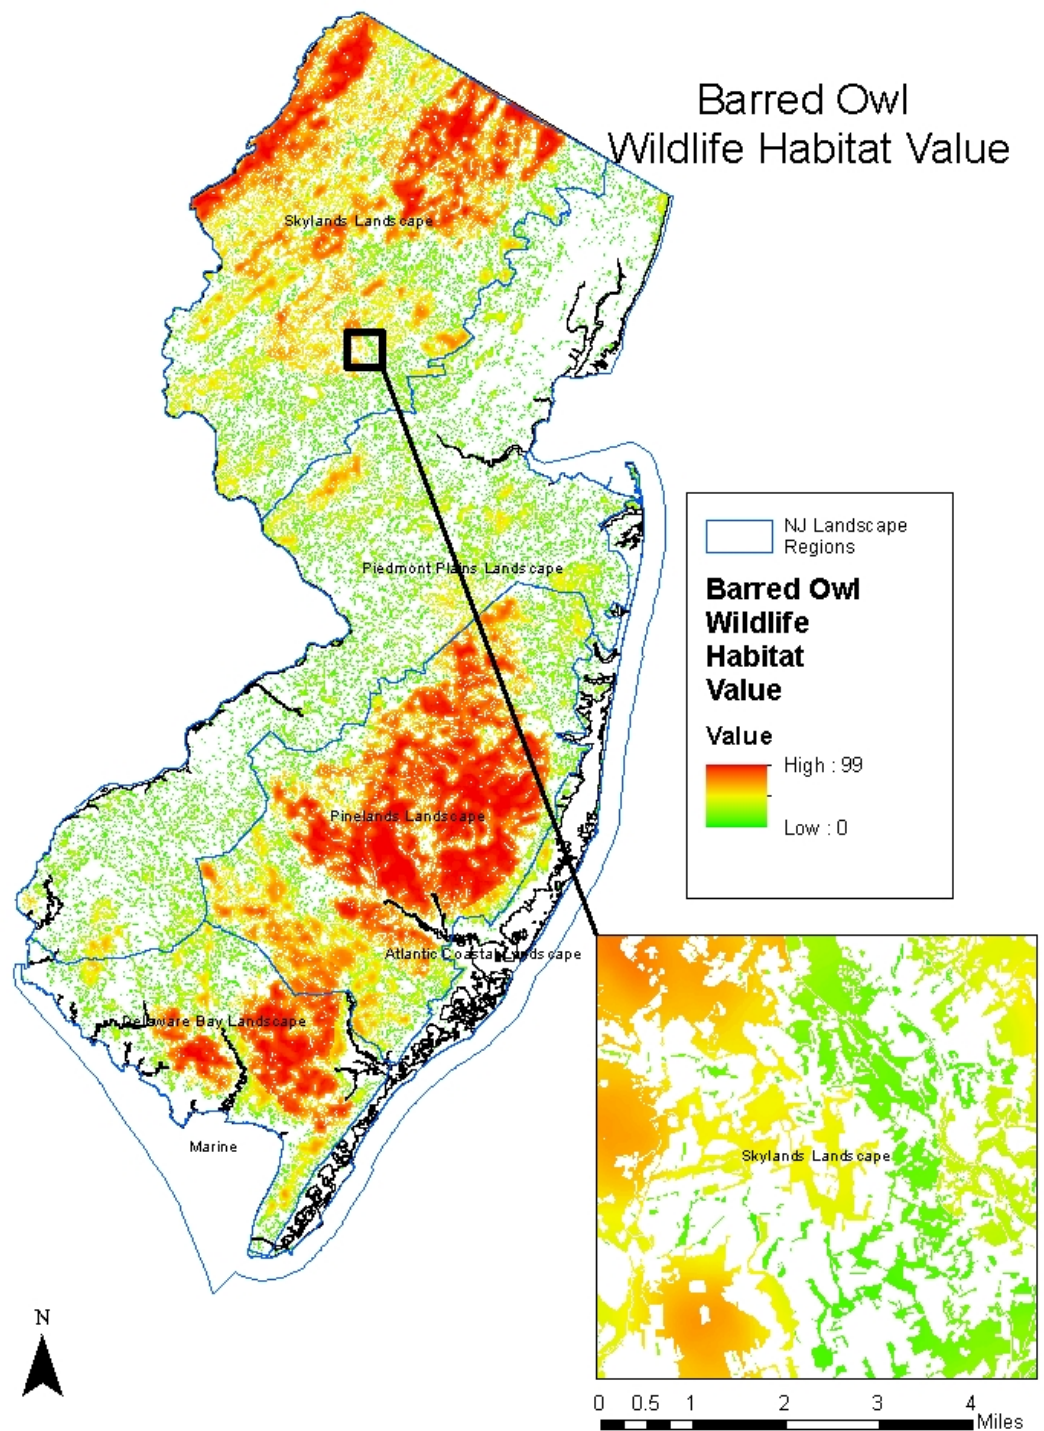 Barred Owl
Wildlife Habitat Value
Skylands Landscape
NJ Landscape
Regions
Barred Owl
Wildlife
Habitat
Value
Value
High : 99
Low : 0
Piedmont Plains Landscape
Pinelands Landscape
Atlantic Coastal Landscape
Delaware Bay Landscape
Marine
Skylands Landscape
N
0 0.5 1 2 3 4
Miles